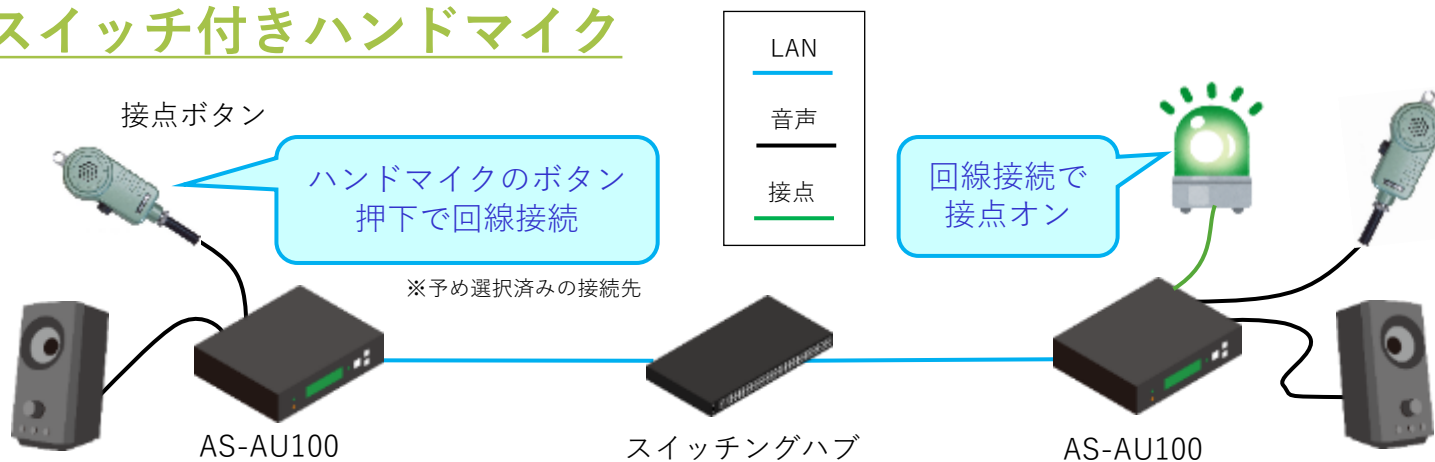 スイッチ付きハンドマイク
LAN
音声
接点
接点ボタン
ハンドマイクのボタン
押下で回線接続
※予め選択済みの接続先
回線接続で
接点オン
AS-AU100
スイッチングハブ
AS-AU100